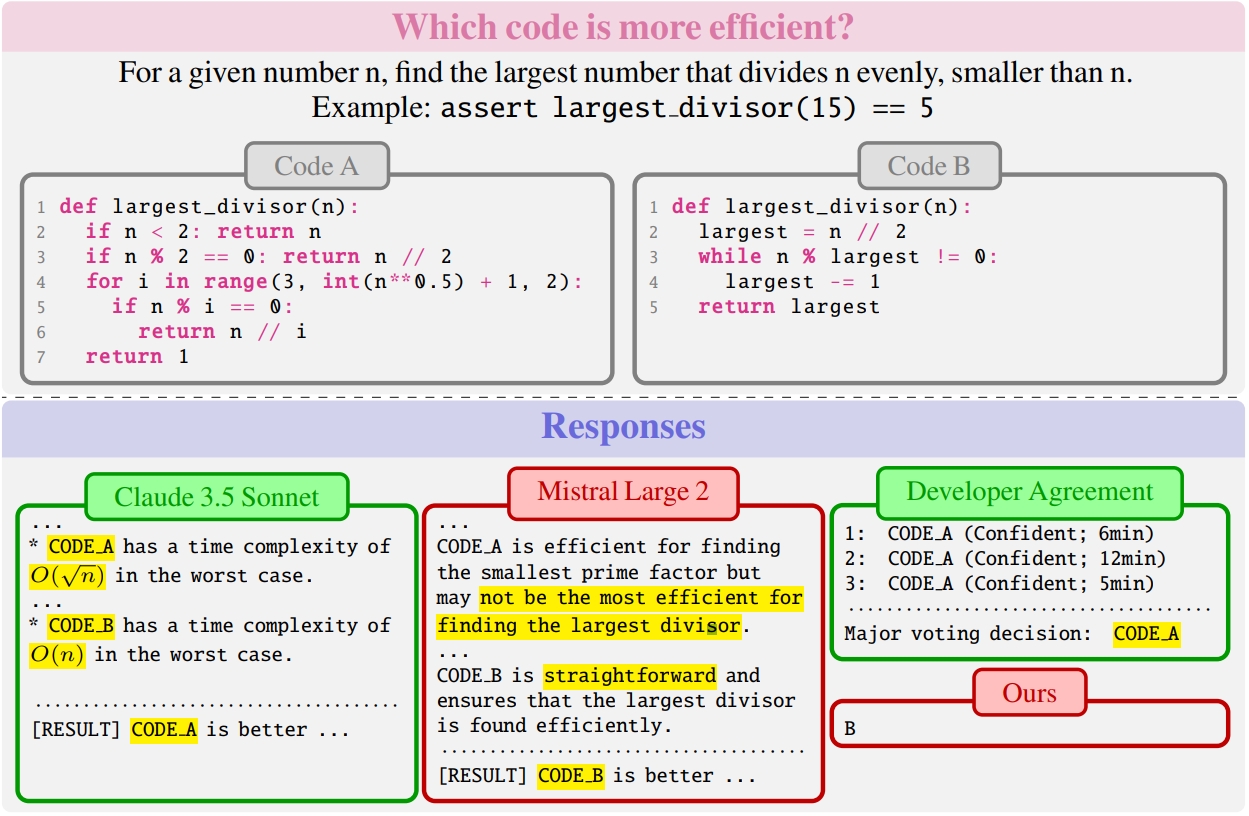 Which code is more efficient?
For a given number n, find the largest number that divides n evenly, smaller than n.
Example: assert largest_divisor(15) == 5
Code A
1 def largest_divisor(n):
2 if n < 2: return n
3 if n % 2 == 0: return n // 2
4 for i in range(3, int(n**0.5) + 1, 2):
5 if n % i == 0:
6 return n // i
7 return 1
Code B
1 def largest_divisor(n):
2 largest = n // 2
3 while n % largest != 0:
4 largest -= 1
5 return largest
Responses
Claude 3.5 Sonnet
...
* CODE_A has a time complexity of
O(√n) in the worst case.
...
* CODE_B has a time complexity of
O(n) in the worst case.
[RESULT] CODE_A is better ...
Mistral Large 2
...
CODE_A is efficient for finding
the smallest prime factor but
may not be the most efficient for
finding the largest divisor.
...
CODE_B is straightforward and
ensures that the largest divisor
is found efficiently.
[RESULT] CODE_B is better ...
Developer Agreement
1: CODE_A (Confident; 6min)
2: CODE_A (Confident; 12min)
3: CODE_A (Confident; 5min)
Major voting decision: CODE_A
Ours
B